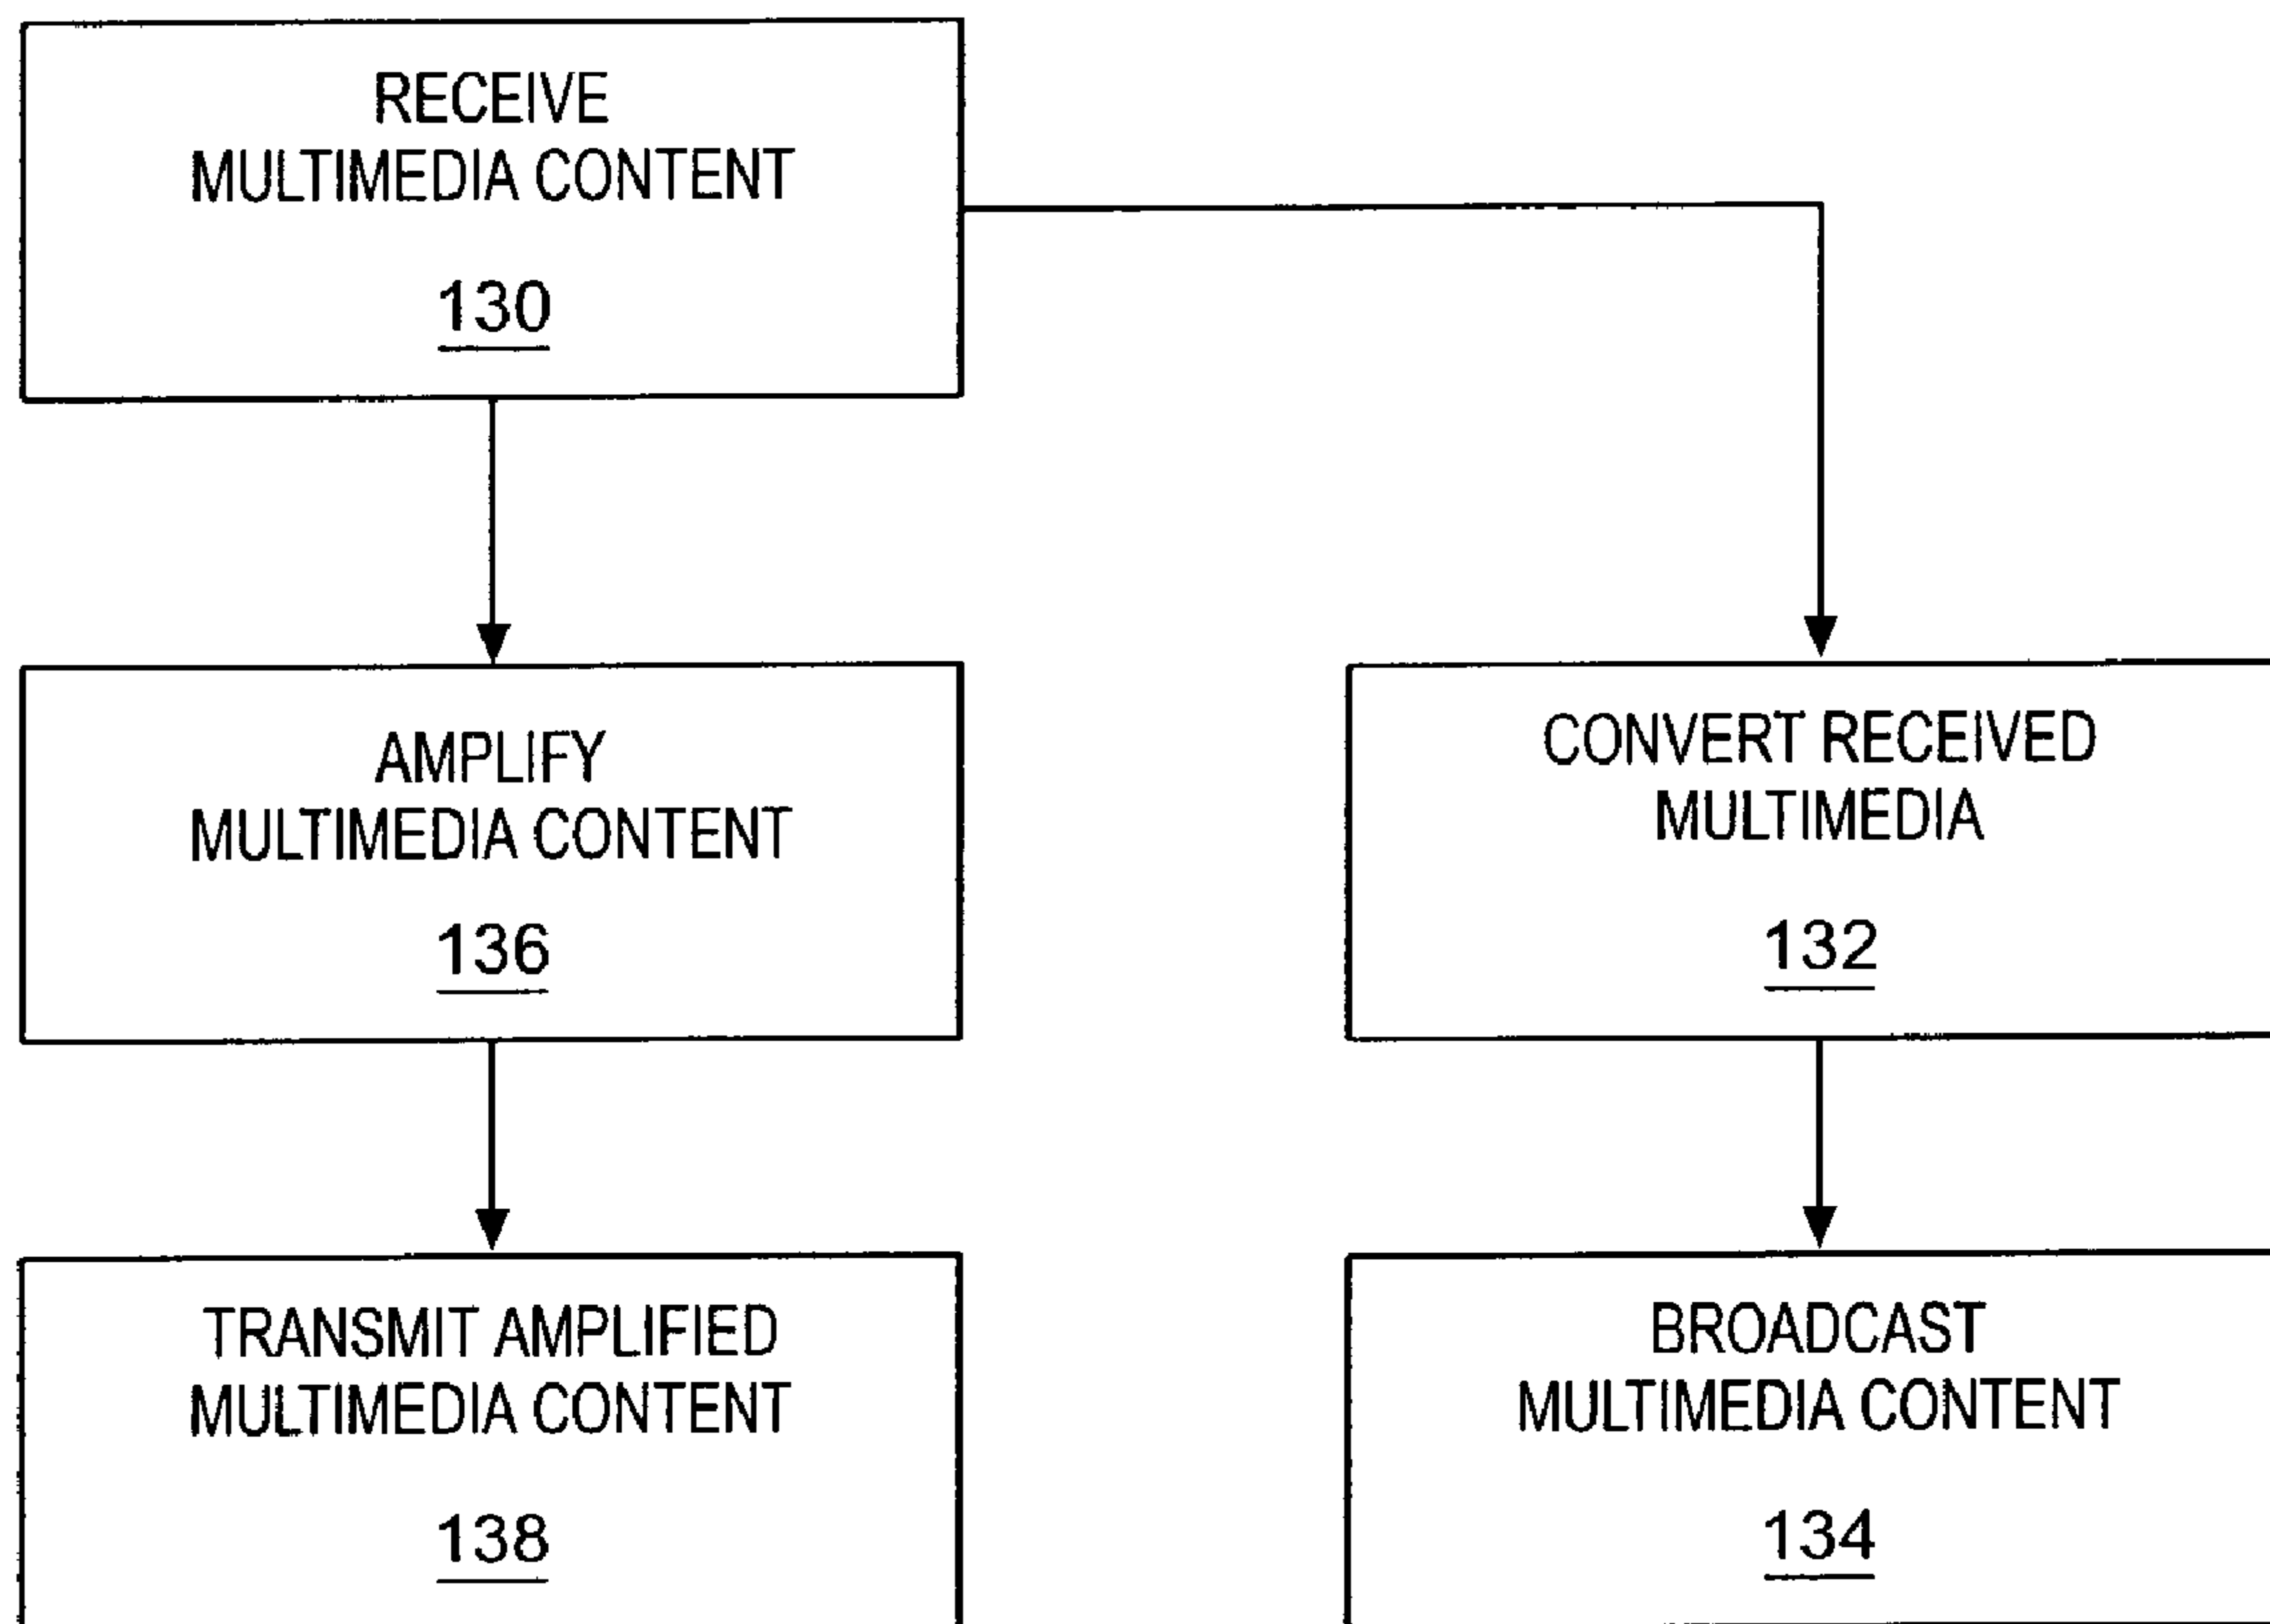 RECEIVE
MULTIMEDIA CONTENT
130
AMPLIFY
MULTIMEDIA CONTENT
136
CONVERT RECEIVED
MULTIMEDIA
132
TRANSMIT AMPLIFIED
MULTIMEDIA CONTENT
138
BROADCAST
MULTIMEDIA CONTENT
134